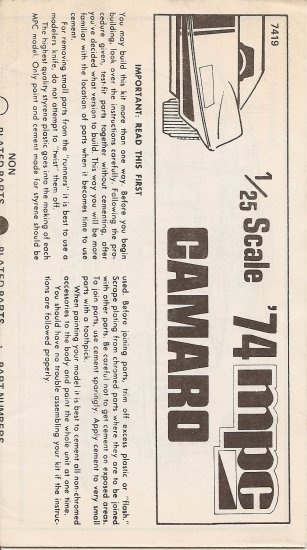 7419
1/25 Scale '74 mpc
CAMARO
IMPORTANT: READ THIS FIRST
You may build this kit more than one way. Before you begin
building, look over the instructions carefully. Following the pro-
cedure given, test-fit parts together without cementing after
you've decided what version to build. This way you will be more
familiar with the location of parts when it becomes time to use
cement.
For removing small parts from the "runners" it is best to use a
modelers knife, do not attempt to "twist" them off.
The highest quality styrene plastic goes into the making of each
MPC model. Only paint and cement made for styrene should be
used. Before joining parts, trim off excess plastic or "flash."
Scrape plating from chromed parts where they are to be joined
with other parts. Be careful not to get cement on exposed areas.
To join parts, use cement sparingly. Apply cement to very small
parts with a toothpick.
When painting your model it is best to cement all non-chromed
accessories to the body and paint the whole unit at one time.
You should have no trouble assembling your kit if the instruc-
tions are followed properly.
NON
PLATED PARTS
PLATED PARTS
PART NUMBERS